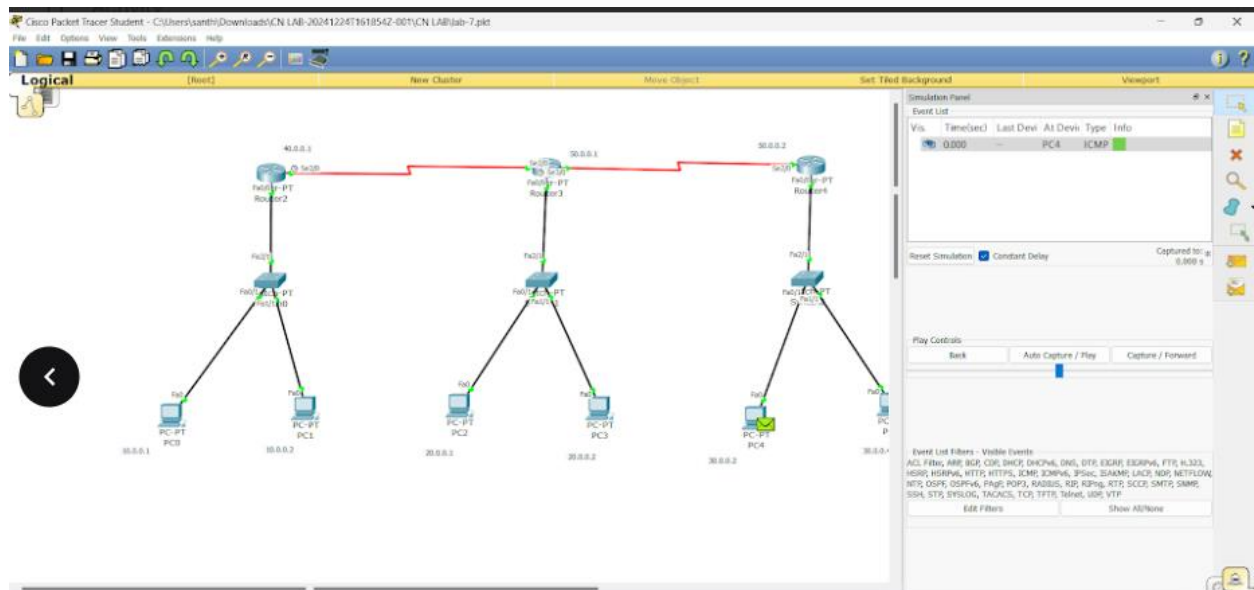 Cisco Packet Tracer Student - C:\Users\santh\Downloads\CN LAB-20241224T161854Z-001\CN LAB\lab-7.pkt
File Edit Options View Tools Extensions Help
Logical [Root] New Cluster Move Object Set Tiled Background Viewport
Simulation Panel
Event List
Vis. Time(sec) Last Devi At Devi Type Info
0.000 -- PC4 ICMP
Reset Simulation Constant Delay Captured to:
0.000 s
Play Controls
Back Auto Capture / Play Capture / Forward
Event List Filters - Visible Events
ACL Filter, ARP, BGP, CDP, DHCP, DHCPv6, DNS, DTP, EIGRP, EIGRPv6, FTP, H.323,
HSRP, HSRPv6, HTTP, HTTPS, ICMP, ICMPv6, IPSec, ISAKMP, LACP, NDP, NETFLOW,
NTP, OSPF, OSPFv6, PAgP, POP3, RADIUS, RIP, RIPng, RTP, SCCP, SMTP, SNMP,
SSH, STP, SYSLOG, TACACS, TCP, TFTP, Telnet, UDP, VTP
Edit Filters Show All/None
40.0.0.1
50.0.0.1
50.0.0.2
Se2/0
Se2/0
Router2
Router3
Router4
Fa0
Fa0
Fa0
Fa0
Fa0
PC-PT
PC0
PC-PT
PC1
PC-PT
PC2
PC-PT
PC3
PC-PT
PC4
10.0.0.1
10.0.0.2
20.0.0.1
20.0.0.2
30.0.0.2